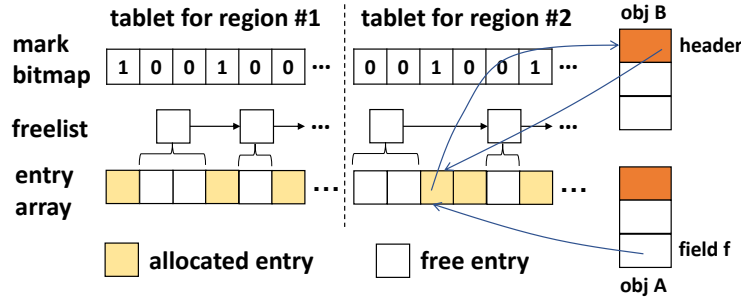 tablet for region #1
tablet for region #2
obj B
mark bitmap
1 0 0 1 0 0 ...
0 0 1 0 0 1 ...
header
freelist
...
...
entry array
...
...
field f
allocated entry
free entry
obj A